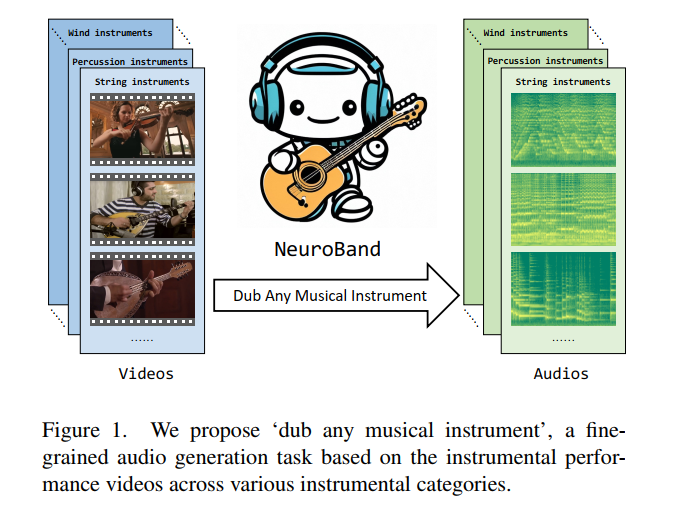 Wind instruments
Percussion instruments
String instruments
......
Videos
NeuroBand
Dub Any Musical Instrument
Wind instruments
Percussion instruments
String instruments
......
Audios
Figure 1. We propose ‘dub any musical instrument’, a fine-
grained audio generation task based on the instrumental perfor-
mance videos across various instrumental categories.